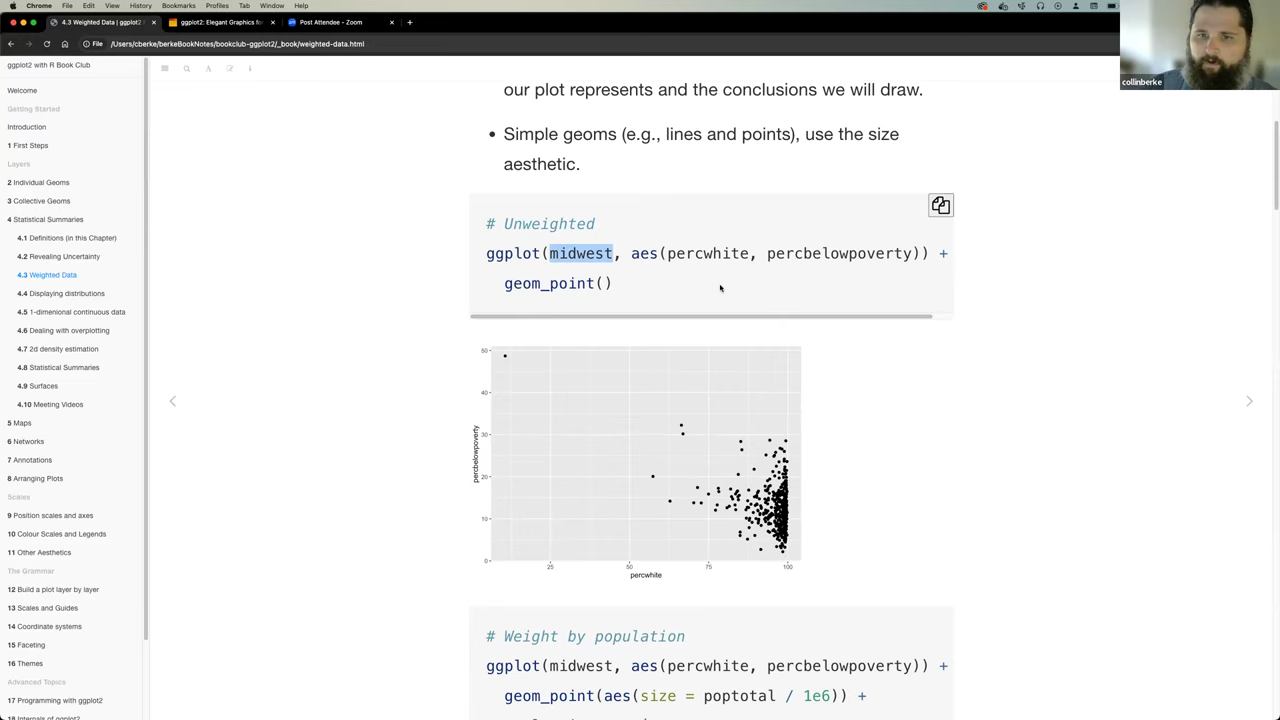 Chrome File Edit View History Bookmarks Profiles Tab Window Help
4.3 Weighted Data | ggplot2
ggplot2: Elegant Graphics for
Post Attendee - Zoom
File /Users/cberke/berkeBookNotes/bookclub-ggplot2/_book/weighted-data.html
collinberke
ggplot2 with R Book Club
Welcome
Getting Started
Introduction
1 First Steps
Layers
2 Individual Geoms
3 Collective Geoms
4 Statistical Summaries
4.1 Definitions (in this Chapter)
4.2 Revealing Uncertainty
4.3 Weighted Data
4.4 Displaying distributions
4.5 1-dimenional continuous data
4.6 Dealing with overplotting
4.7 2d density estimation
4.8 Statistical Summaries
4.9 Surfaces
4.10 Meeting Videos
5 Maps
6 Networks
7 Annotations
8 Arranging Plots
Scales
9 Position scales and axes
10 Colour Scales and Legends
11 Other Aesthetics
The Grammar
12 Build a plot layer by layer
13 Scales and Guides
14 Coordinate systems
15 Faceting
16 Themes
Advanced Topics
17 Programming with ggplot2
18 Internals of ggplot2
our plot represents and the conclusions we will draw.
• Simple geoms (e.g., lines and points), use the size
aesthetic.
# Unweighted
ggplot(midwest, aes(percwhite, percbelowpoverty)) +
geom_point()
50
40
30
20
10
0
percbelowpoverty
25 50 75 100
percwhite
# Weight by population
ggplot(midwest, aes(percwhite, percbelowpoverty)) +
geom_point(aes(size = poptotal / 1e6)) +